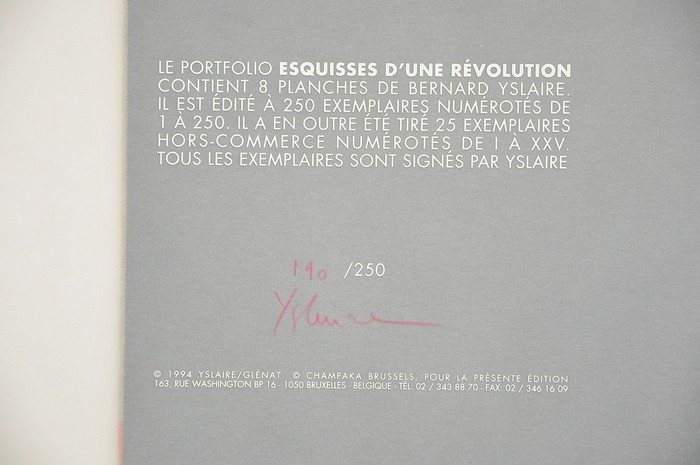 LE PORTFOLIO ESQUISSES D'UNE RÉVOLUTION
CONTIENT 8 PLANCHES DE BERNARD YSLAIRE.
IL EST ÉDITÉ À 250 EXEMPLAIRES NUMÉROTÉS DE
1 À 250. IL A EN OUTRE ÉTÉ TIRÉ 25 EXEMPLAIRES
HORS-COMMERCE NUMÉROTÉS DE I À XXV.
TOUS LES EXEMPLAIRES SONT SIGNÉS PAR YSLAIRE
190 /250
Yslaire
© 1994 YSLAIRE/GLÉNAT © CHAMPAKA BRUSSELS, POUR LA PRÉSENTE ÉDITION
163, RUE WASHINGTON BP 16 - 1050 BRUXELLES - BELGIQUE - TÉL: 02 / 343 88 70 - FAX: 02 / 346 16 09